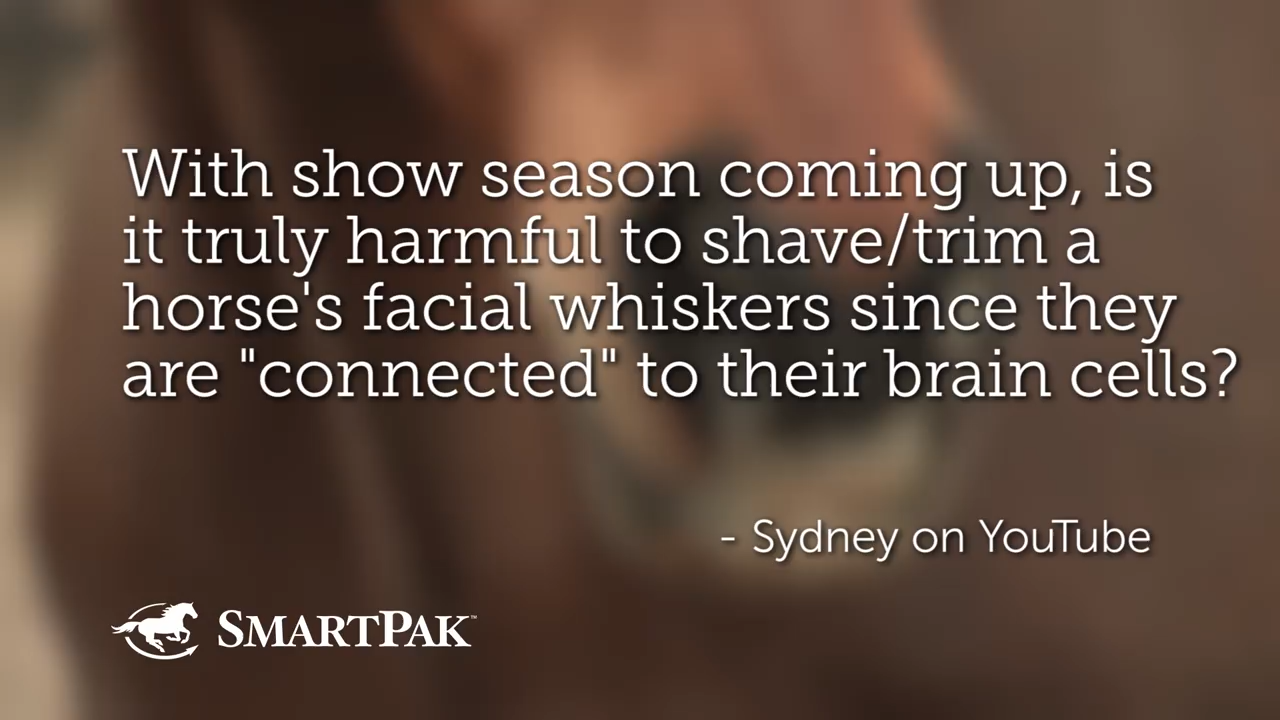 With show season coming up, is
it truly harmful to shave/trim a
horse's facial whiskers since they
are "connected" to their brain cells?
- Sydney on YouTube
SMARTPAK™